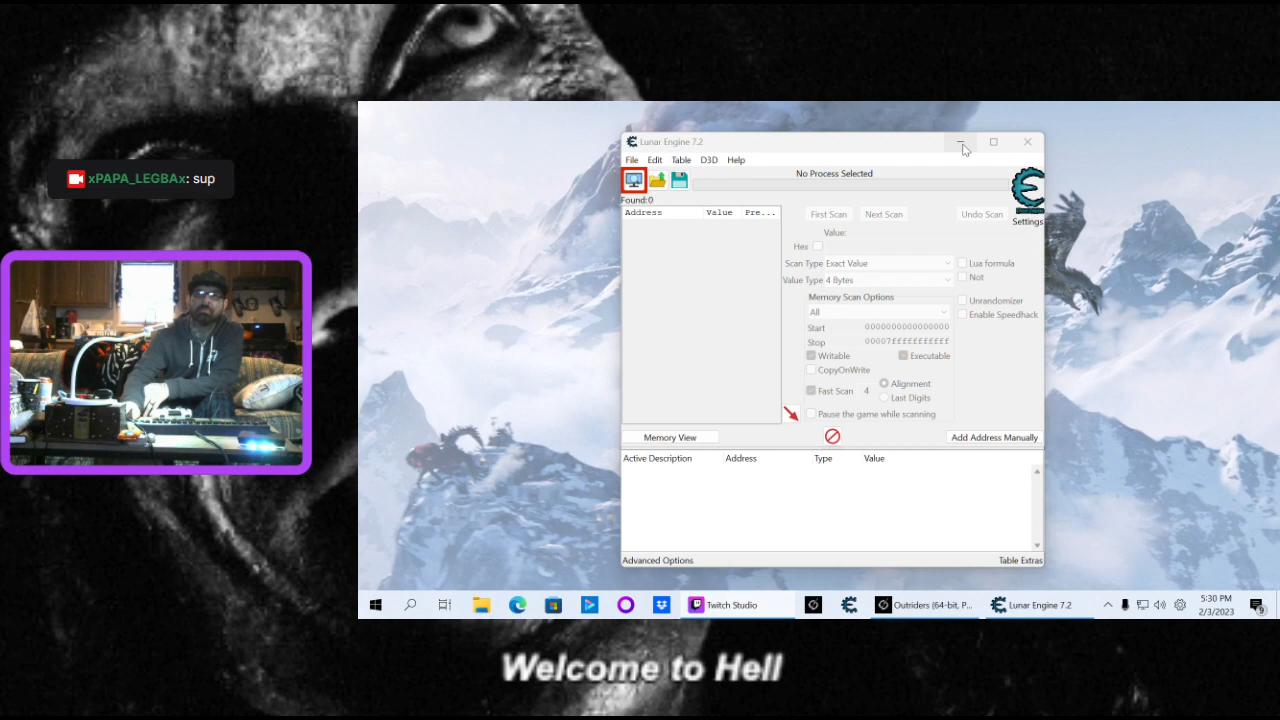 xPAPA_LEGBAx: sup
Lunar Engine 7.2
File Edit Table D3D Help
No Process Selected
Found:0
Address Value Pre...
First Scan Next Scan Undo Scan
Settings
Value:
Hex
Scan Type Exact Value
Lua formula
Value Type 4 Bytes
Not
Memory Scan Options
All
Unrandomizer
Enable Speedhack
Start 0000000000000000
Stop 00007fffffffffff
Writable Executable
CopyOnWrite
Fast Scan 4 Alignment
Last Digits
Pause the game while scanning
Memory View
Add Address Manually
Active Description Address Type Value
Advanced Options
Table Extras
Twitch Studio
Outriders (64-bit, P...
Lunar Engine 7.2
5:30 PM
2/3/2023
9
Welcome to Hell